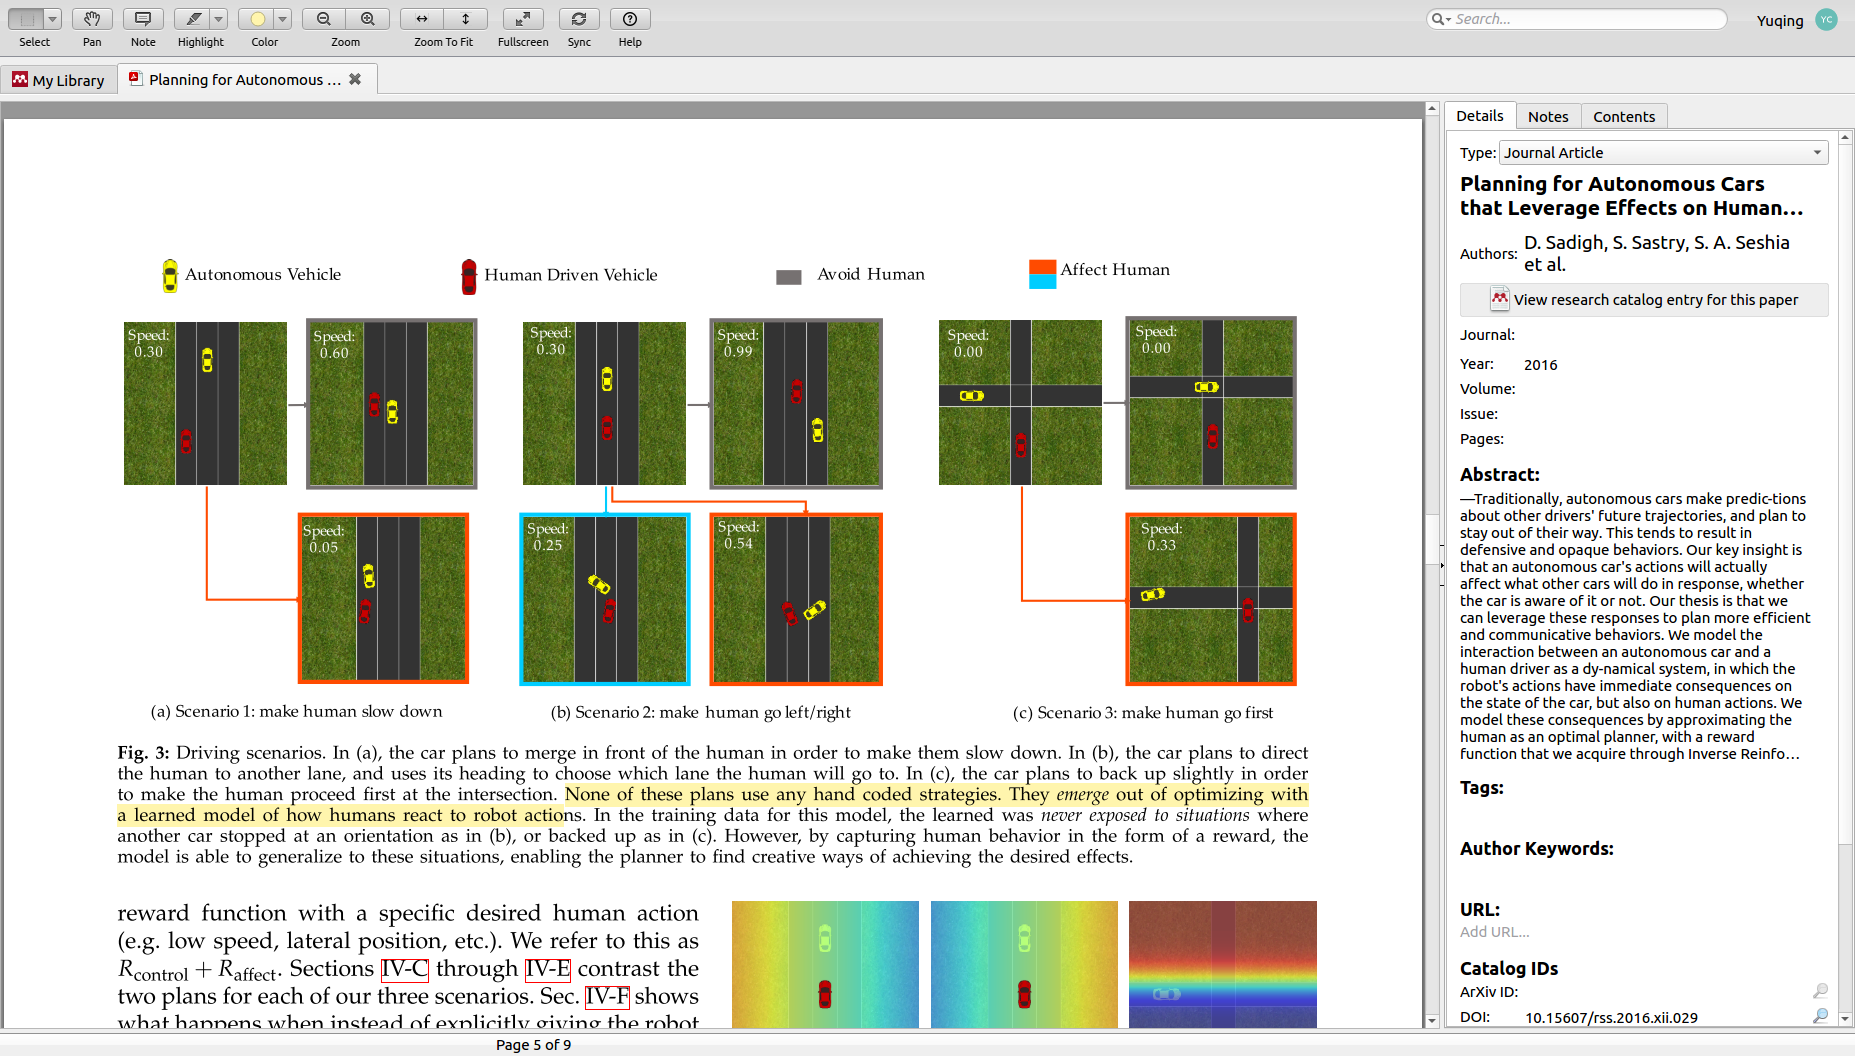 Select
Pan
Note
Highlight
Color
Zoom
Zoom To Fit
Fullscreen
Sync
Help
Search...
Yuqing
YC
My Library
Planning for Autonomous ...
Autonomous Vehicle
Human Driven Vehicle
Avoid Human
Affect Human
Speed:
0.30
Speed:
0.60
Speed:
0.30
Speed:
0.99
Speed:
0.00
Speed:
0.00
Speed:
0.05
Speed:
0.25
Speed:
0.54
Speed:
0.33
(a) Scenario 1: make human slow down
(b) Scenario 2: make human go left/right
(c) Scenario 3: make human go first
Fig. 3: Driving scenarios. In (a), the car plans to merge in front of the human in order to make them slow down. In (b), the car plans to direct
the human to another lane, and uses its heading to choose which lane the human will go to. In (c), the car plans to back up slightly in order
to make the human proceed first at the intersection. None of these plans use any hand coded strategies. They emerge out of optimizing with
a learned model of how humans react to robot actions. In the training data for this model, the learned was never exposed to situations where
another car stopped at an orientation as in (b), or backed up as in (c). However, by capturing human behavior in the form of a reward, the
model is able to generalize to these situations, enabling the planner to find creative ways of achieving the desired effects.
reward function with a specific desired human action
(e.g. low speed, lateral position, etc.). We refer to this as
Rcontrol + Raffect. Sections IV-C through IV-E contrast the
two plans for each of our three scenarios. Sec. IV-F shows
what happens when instead of explicitly giving the robot
Page 5 of 9
Details
Notes
Contents
Type: Journal Article
Planning for Autonomous Cars
that Leverage Effects on Human...
Authors: D. Sadigh, S. Sastry, S. A. Seshia
et al.
View research catalog entry for this paper
Journal:
Year: 2016
Volume:
Issue:
Pages:
Abstract:
—Traditionally, autonomous cars make predic-tions
about other drivers' future trajectories, and plan to
stay out of their way. This tends to result in
defensive and opaque behaviors. Our key insight is
that an autonomous car's actions will actually
affect what other cars will do in response, whether
the car is aware of it or not. Our thesis is that we
can leverage these responses to plan more efficient
and communicative behaviors. We model the
interaction between an autonomous car and a
human driver as a dy-namical system, in which the
robot's actions have immediate consequences on
the state of the car, but also on human actions. We
model these consequences by approximating the
human as an optimal planner, with a reward
function that we acquire through Inverse Reinfo...
Tags:
Author Keywords:
URL:
Add URL...
Catalog IDs
ArXiv ID:
DOI: 10.15607/rss.2016.xii.029